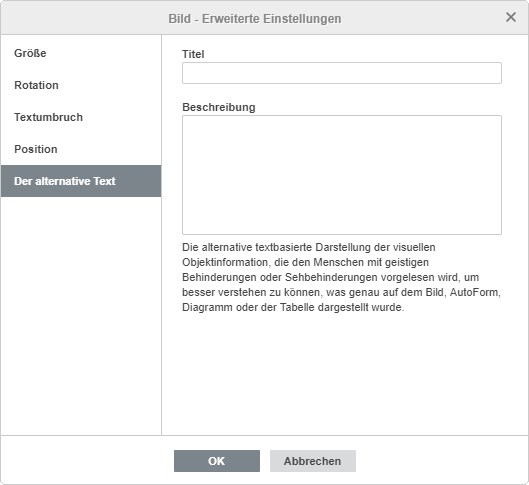 Bild - Erweiterte Einstellungen
Größe
Rotation
Textumbruch
Position
Der alternative Text
Titel
Beschreibung
Die alternative textbasierte Darstellung der visuellen
Objektinformation, die den Menschen mit geistigen
Behinderungen oder Sehbehinderungen vorgelesen wird, um
besser verstehen zu können, was genau auf dem Bild, AutoForm,
Diagramm oder der Tabelle dargestellt wurde.
OK
Abbrechen